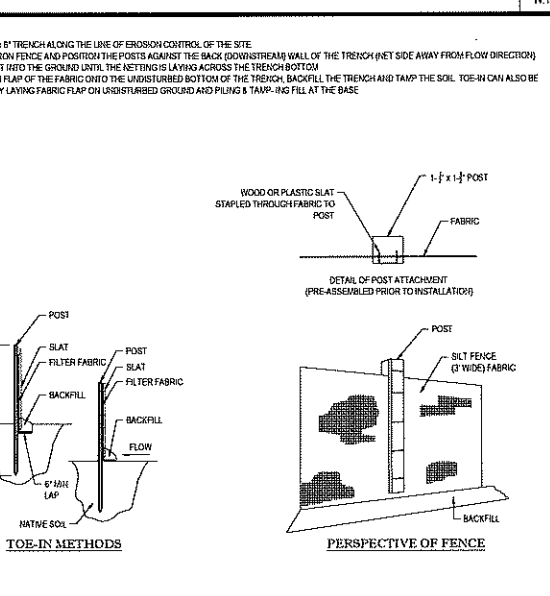 6" TRENCH ALONG THE LINE OF EROSION CONTROL OF THE SITE
ON FENCE AND POSITION THE POSTS AGAINST THE BACK (DOWNSTREAM) WALL OF THE TRENCH (NET SIDE AWAY FROM FLOW DIRECTION)
T INTO THE GROUND UNTIL THE NETTING IS LAYING ACROSS THE TRENCH BOTTOM
FLAP OF THE FABRIC ONTO THE UNDISTURBED BOTTOM OF THE TRENCH, BACKFILL THE TRENCH AND TAMP THE SOIL. TOE-IN CAN ALSO BE
Y LAYING FABRIC FLAP ON UNDISTURBED GROUND AND PILING & TAMP-ING FILL AT THE BASE
WOOD OR PLASTIC SLAT
STAPLED THROUGH FABRIC TO
POST
POST
FABRIC
DETAIL OF POST ATTACHMENT
(PRE-ASSEMBLED PRIOR TO INSTALLATION)
POST
SLAT
FILTER FABRIC
BACKFILL
6" MIN
LAP
POST
SLAT
FILTER FABRIC
BACKFILL
FLOW
NATIVE SOIL
TOE-IN METHODS
POST
SILT FENCE
(3' WIDE) FABRIC
BACKFILL
PERSPECTIVE OF FENCE